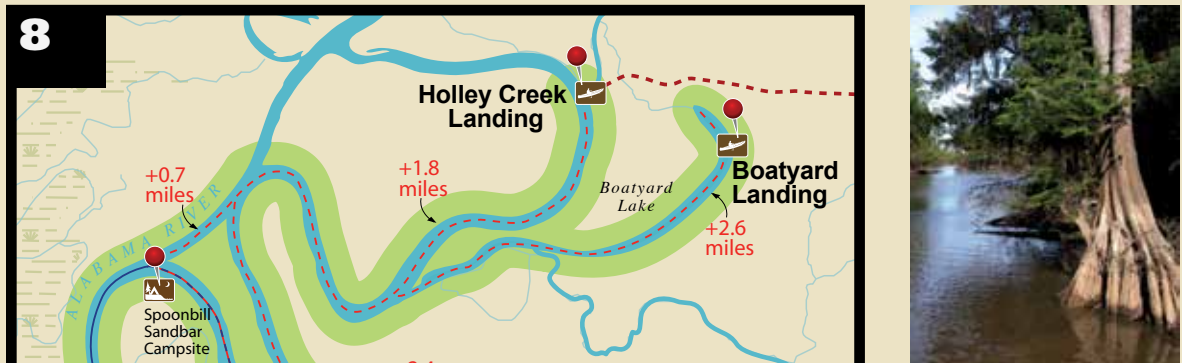 8
Holley Creek
Landing
Boatyard
Landing
Boatyard
Lake
+0.7
miles
+1.8
miles
+2.6
miles
ALABAMA RIVER
Spoonbill
Sandbar
Campsite